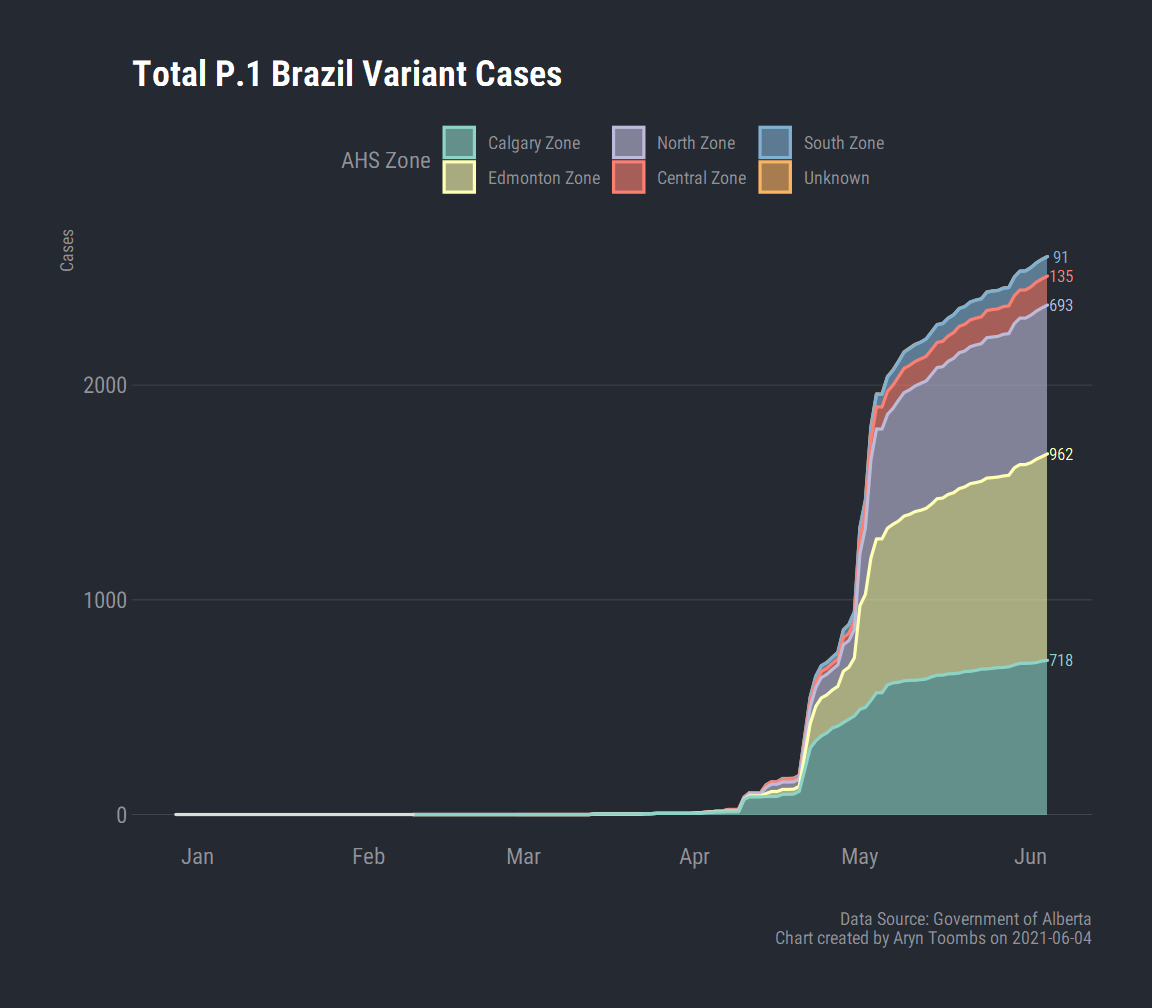 Total P.1 Brazil Variant Cases
AHS Zone
Calgary Zone
North Zone
South Zone
Edmonton Zone
Central Zone
Unknown
Cases
91
135
693
2000
962
1000
718
0
Jan
Feb
Mar
Apr
May
Jun
Data Source: Government of Alberta
Chart created by Aryn Toombs on 2021-06-04